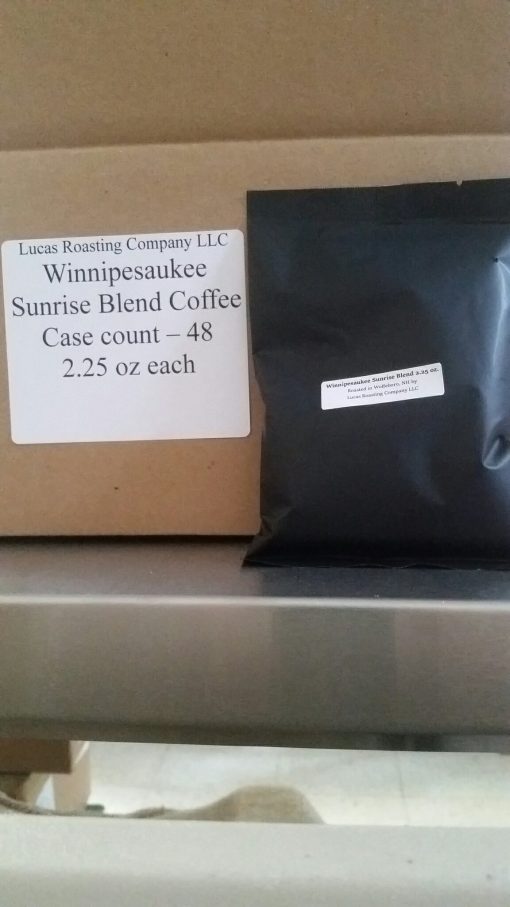 Lucas Roasting Company LLC
Winnipesaukee
Sunrise Blend Coffee
Case count – 48
2.25 oz each
Winnipesaukee Sunrise Blend 2.25 oz.
Roasted in Wolfeboro, NH by
Lucas Roasting Company LLC